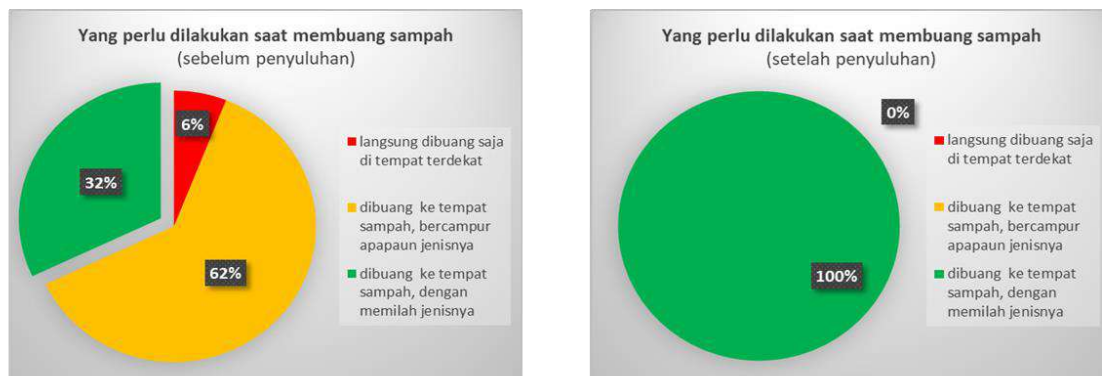 Yang perlu dilakukan saat membuang sampah
(sebelum penyuluhan)
6%
32%
62%
langsung dibuang saja
di tempat terdekat
dibuang ke tempat
sampah, bercampur
apapaun jenisnya
dibuang ke tempat
sampah, dengan
memilah jenisnya
Yang perlu dilakukan saat membuang sampah
(setelah penyuluhan)
0%
100%
langsung dibuang saja
di tempat terdekat
dibuang ke tempat
sampah, bercampur
apapaun jenisnya
dibuang ke tempat
sampah, dengan
memilah jenisnya